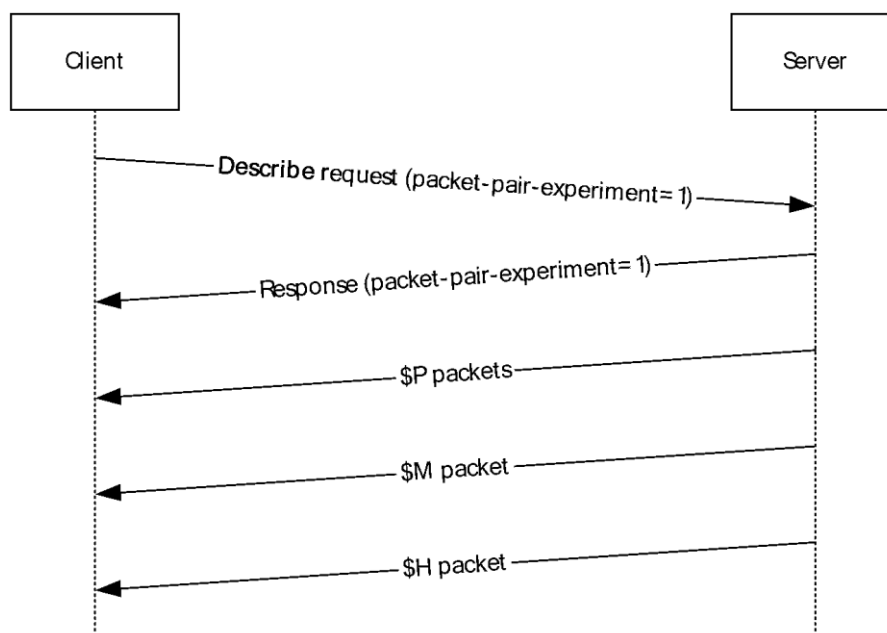 Client
Server
Describe request (packet-pair-experiment=1)
Response (packet-pair-experiment=1)
$P packets
$M packet
$H packet